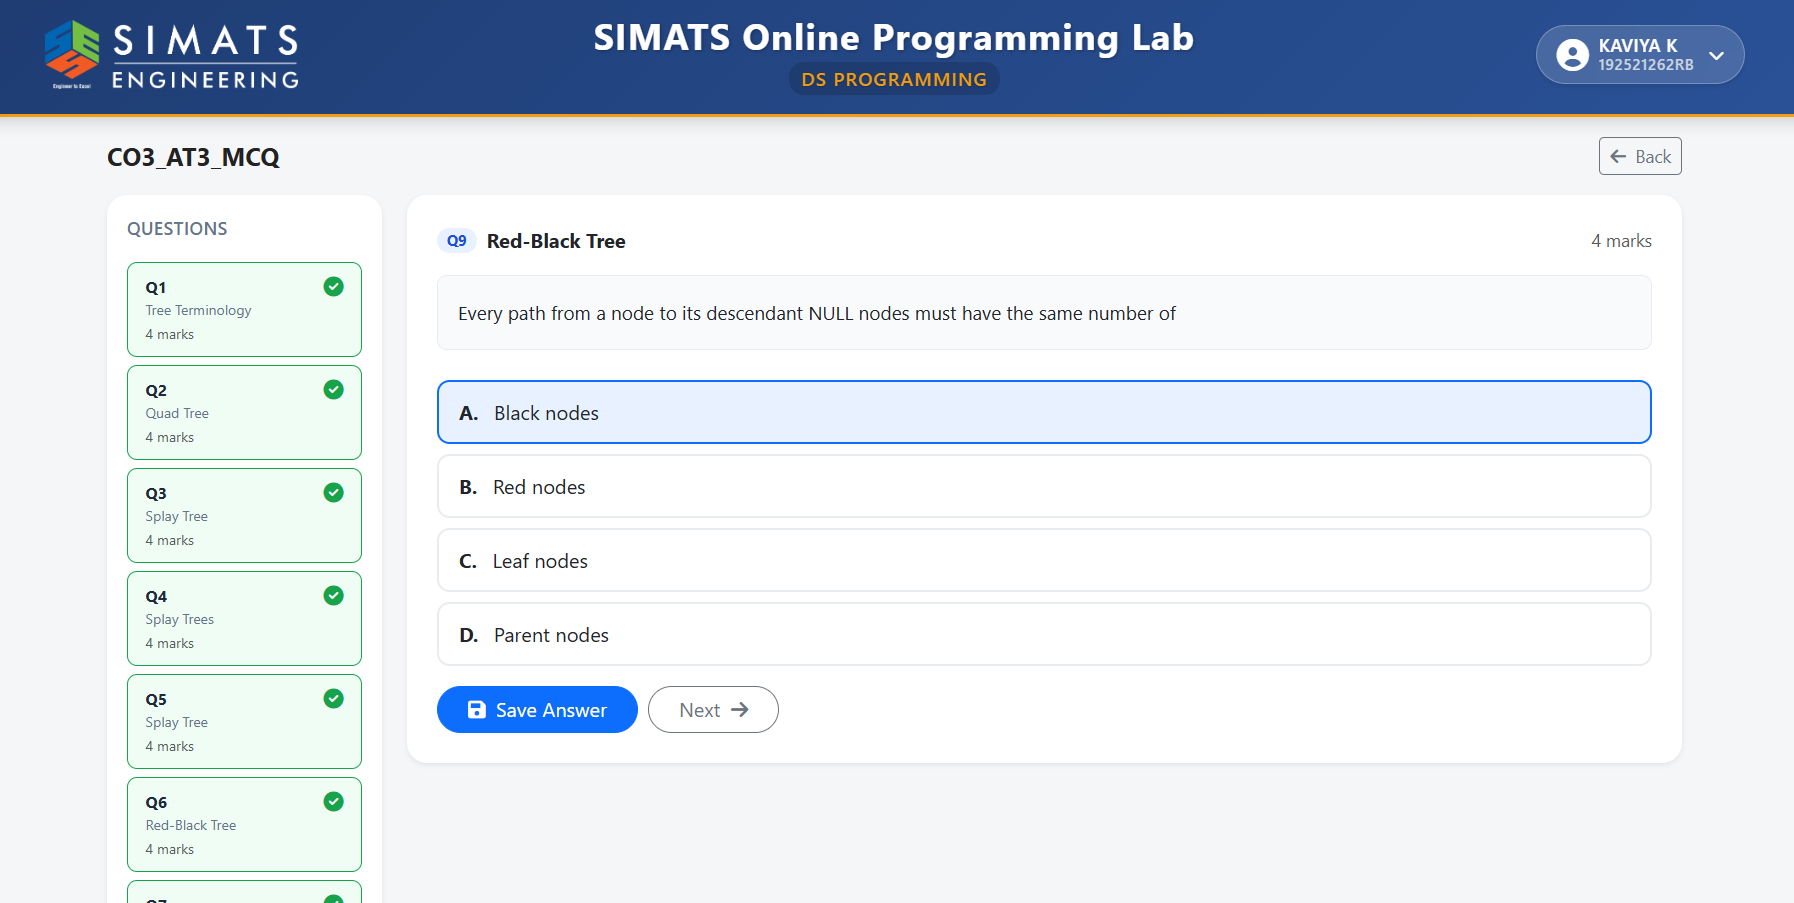 SIMATS
ENGINEERING
Engineer to Excel
SIMATS Online Programming Lab
DS PROGRAMMING
KAVIYA K
192521262RB
CO3_AT3_MCQ
Back
QUESTIONS
Q1
Tree Terminology
4 marks
Q2
Quad Tree
4 marks
Q3
Splay Tree
4 marks
Q4
Splay Trees
4 marks
Q5
Splay Tree
4 marks
Q6
Red-Black Tree
4 marks
Q7
Q9 Red-Black Tree
4 marks
Every path from a node to its descendant NULL nodes must have the same number of
A. Black nodes
B. Red nodes
C. Leaf nodes
D. Parent nodes
Save Answer
Next